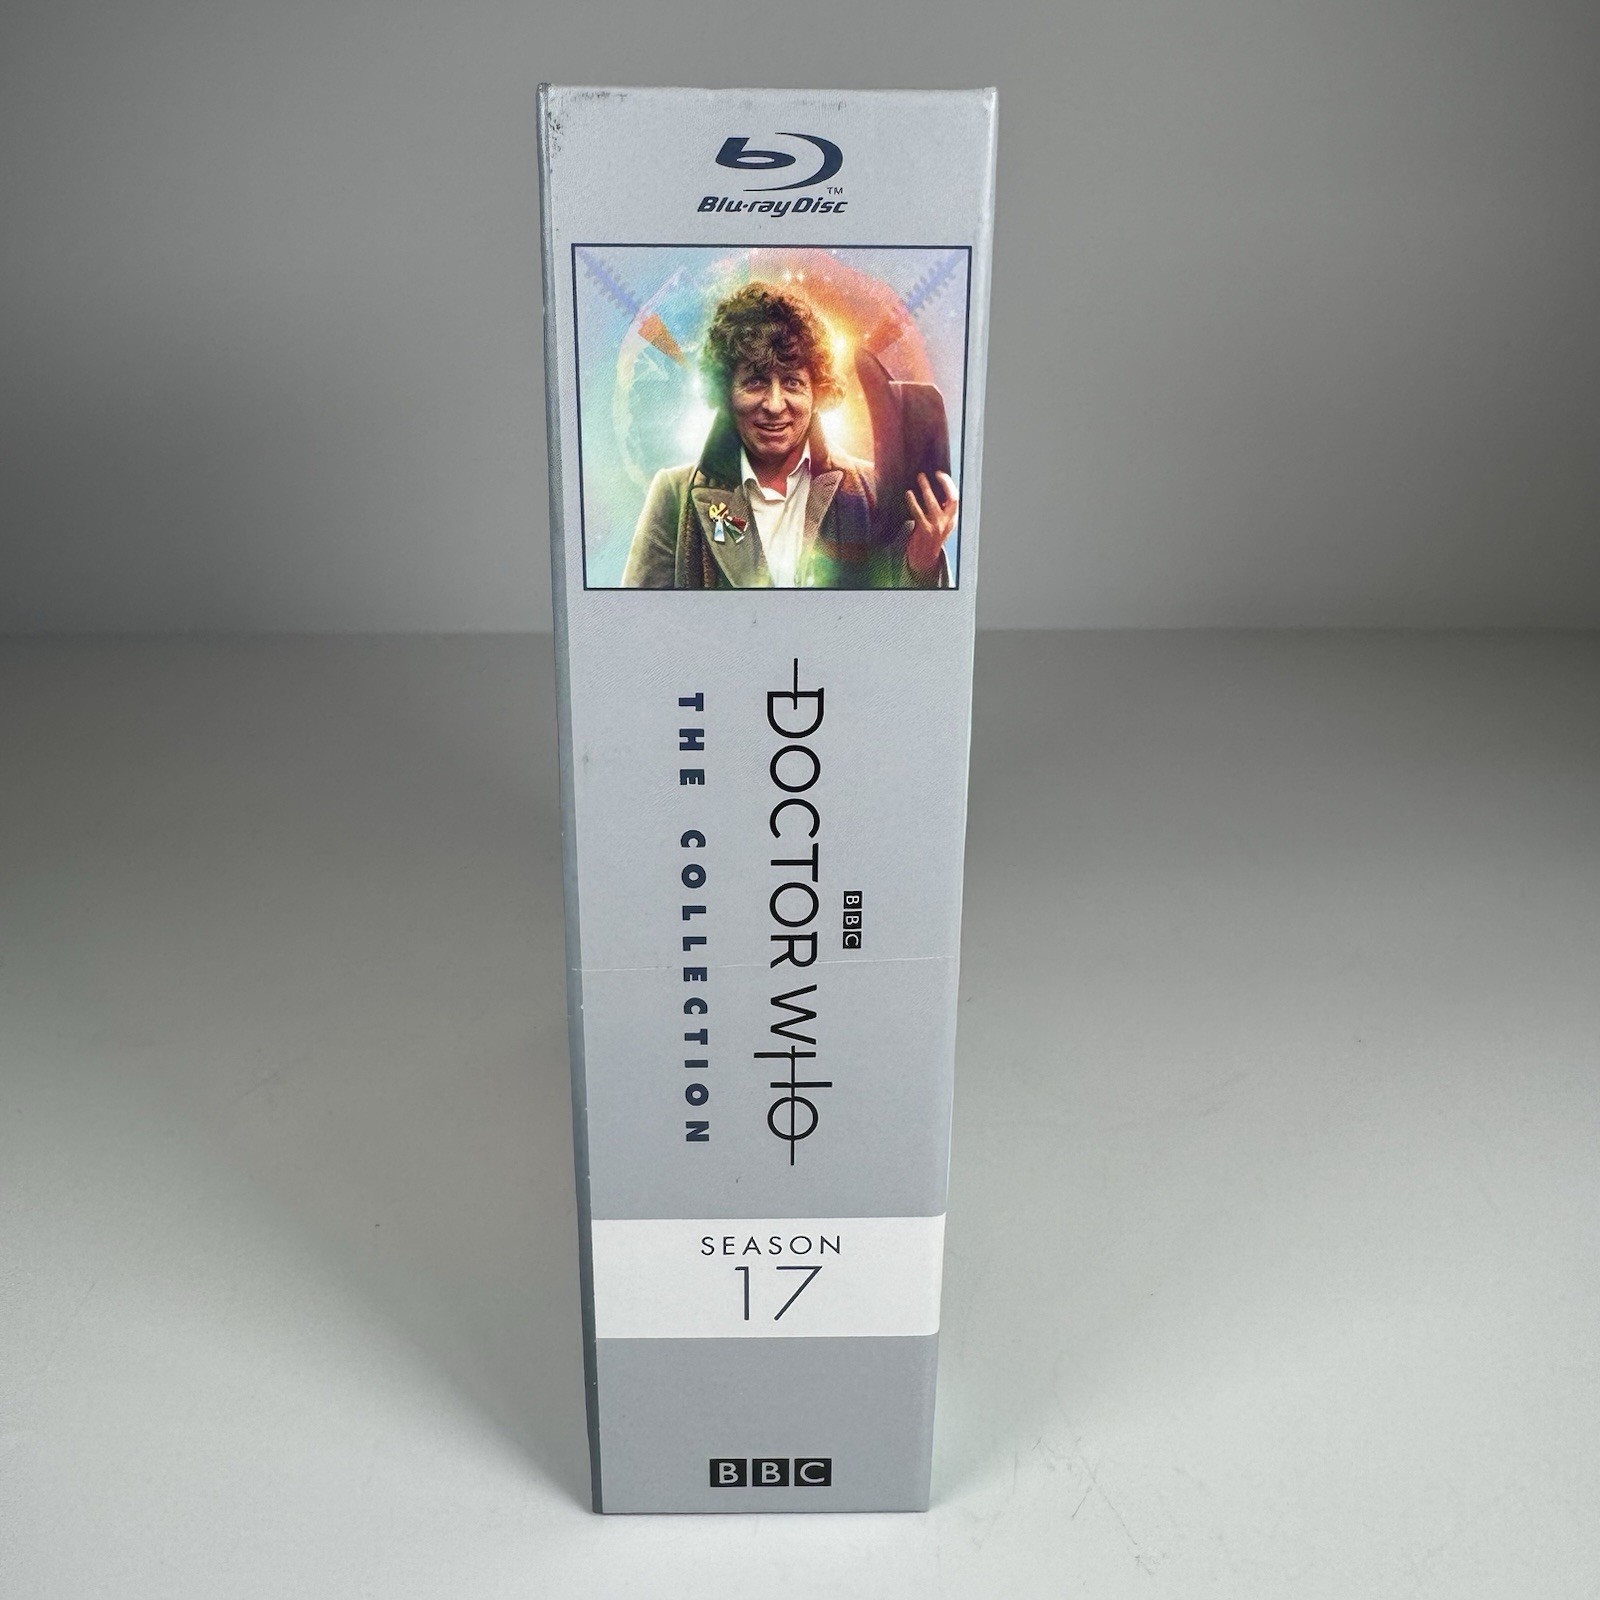 Blu-ray Disc
TM
BBC
DOCTOR WHO
THE COLLECTION
SEASON
17
BBC